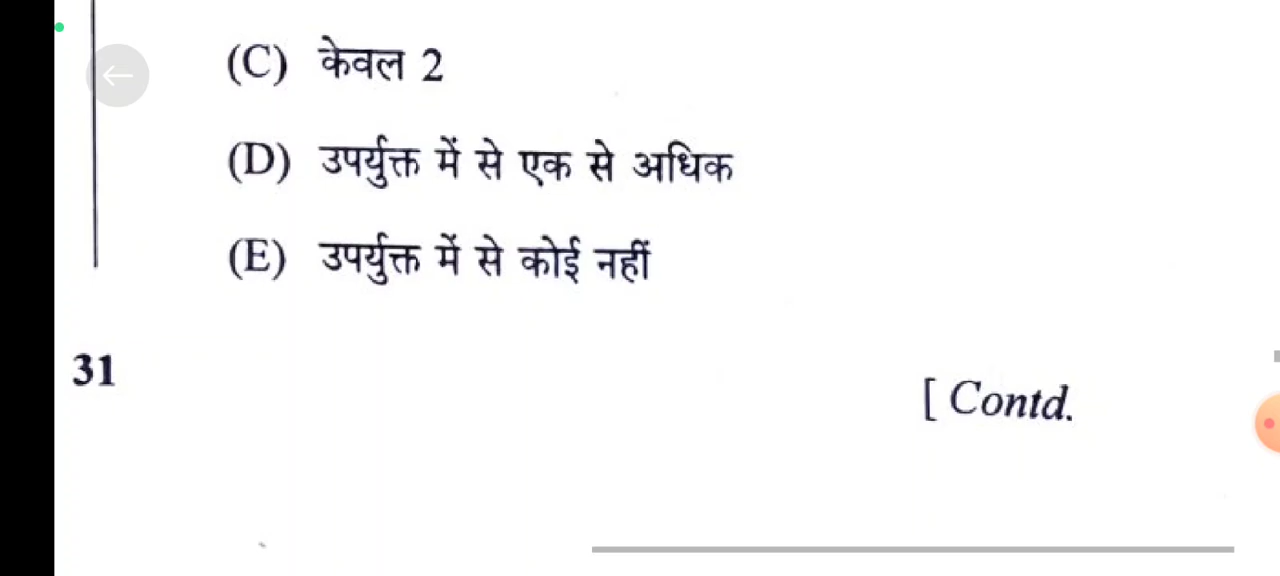 (C) केवल 2
(D) उपर्युक्त में से एक से अधिक
(E) उपर्युक्त में से कोई नहीं
31
[ Contd.